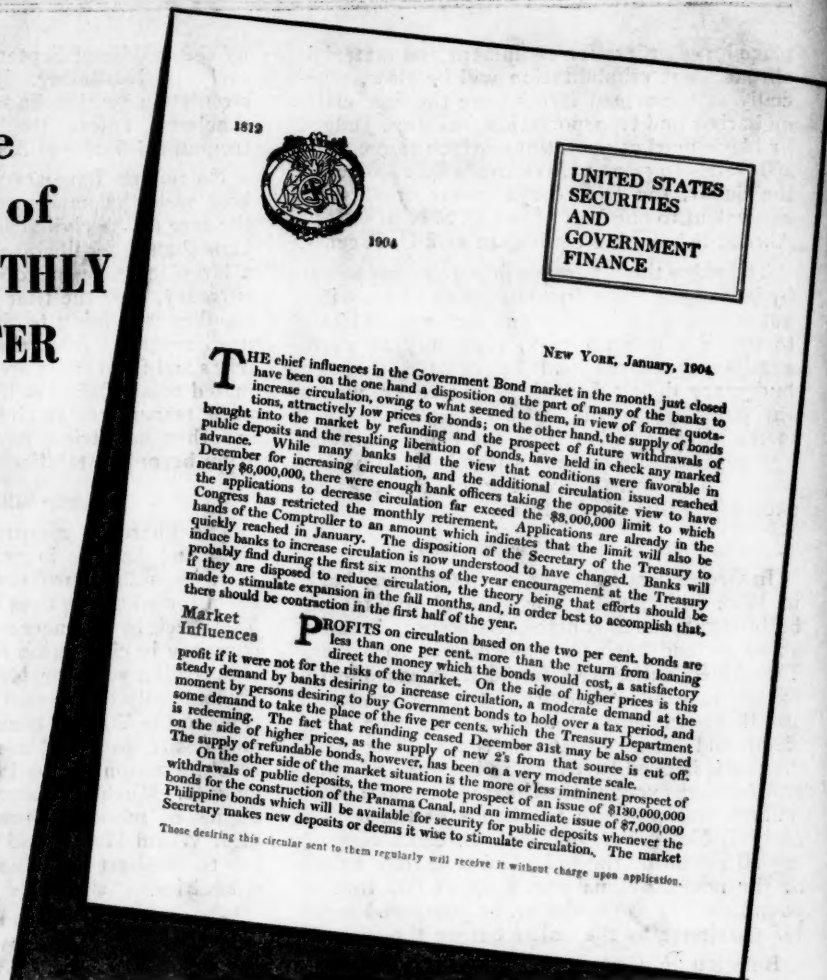 e
of
THLY
ER
1812
1904
UNITED STATES
SECURITIES
AND
GOVERNMENT
FINANCE
NEW YORK, January, 1904.
THE chief influences in the Government Bond market in the month just closed
have been on the one hand a disposition on the part of many of the banks to
increase circulation, owing to what seemed to them, in view of former quota-
tions, attractively low prices for bonds; on the other hand, the supply of bonds
brought into the market by refunding and the prospect of future withdrawals of
public deposits and the resulting liberation of bonds, have held in check any marked
advance. While many banks held the view that conditions were favorable in
December for increasing circulation, and the additional circulation issued reached
nearly $6,000,000, there were enough bank officers taking the opposite view to have
the applications to decrease circulation far exceed the $3,000,000 limit to which
Congress has restricted the monthly retirement. Applications are already in the
hands of the Comptroller to an amount which indicates that the limit will also be
quickly reached in January. The disposition of the Secretary of the Treasury to
induce banks to increase circulation is now understood to have changed. Banks will
probably find during the first six months of the year encouragement at the Treasury
if they are disposed to reduce circulation, the theory being that efforts should be
made to stimulate expansion in the fall months, and, in order best to accomplish that,
there should be contraction in the first half of the year.
Market
Influences
PROFITS on circulation based on the two per cent. bonds are
less than one per cent. more than the return from loaning
direct the money which the bonds would cost, a satisfactory
profit if it were not for the risks of the market. On the side of higher prices is this
steady demand by banks desiring to increase circulation, a moderate demand at the
moment by persons desiring to buy Government bonds to hold over a tax period, and
some demand to take the place of the five per cents. which the Treasury Department
is redeeming. The fact that refunding ceased December 31st may be also counted
on the side of higher prices, as the supply of new 2's from that source is cut off.
The supply of refundable bonds, however, has been on a very moderate scale.
On the other side of the market situation is the more or less imminent prospect of
withdrawals of public deposits, the more remote prospect of an issue of $130,000,000
bonds for the construction of the Panama Canal, and an immediate issue of $7,000,000
Philippine bonds which will be available for security for public deposits whenever the
Secretary makes new deposits or deems it wise to stimulate circulation. The market
Those desiring this circular sent to them regularly will receive it without charge upon application.